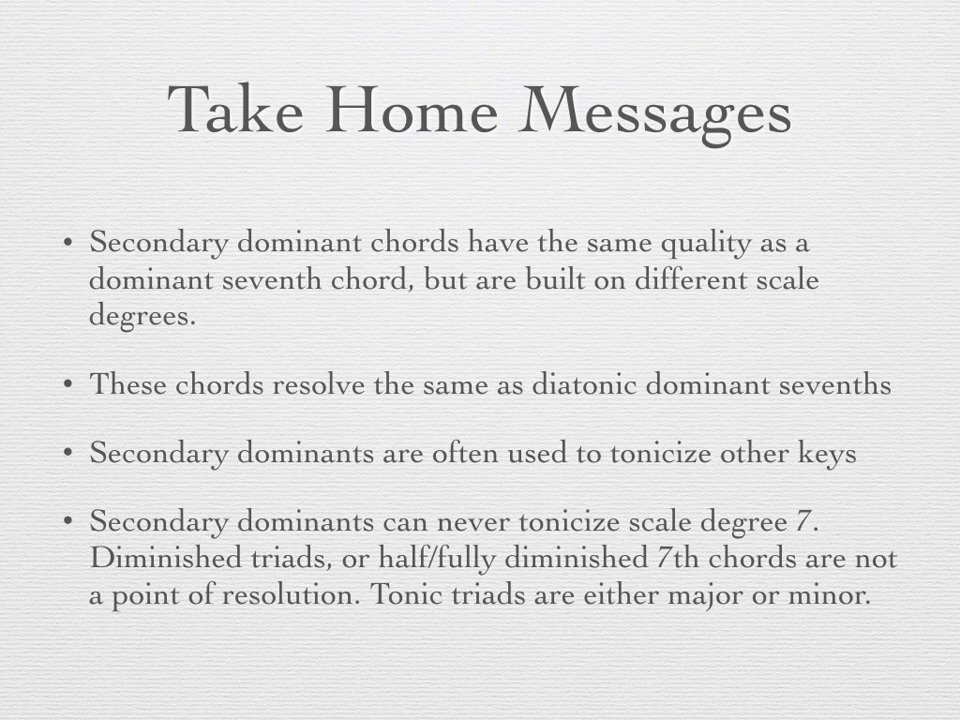 Take Home Messages
• Secondary dominant chords have the same quality as a
dominant seventh chord, but are built on different scale
degrees.
• These chords resolve the same as diatonic dominant sevenths
• Secondary dominants are often used to tonicize other keys
• Secondary dominants can never tonicize scale degree 7.
Diminished triads, or half/fully diminished 7th chords are not
a point of resolution. Tonic triads are either major or minor.